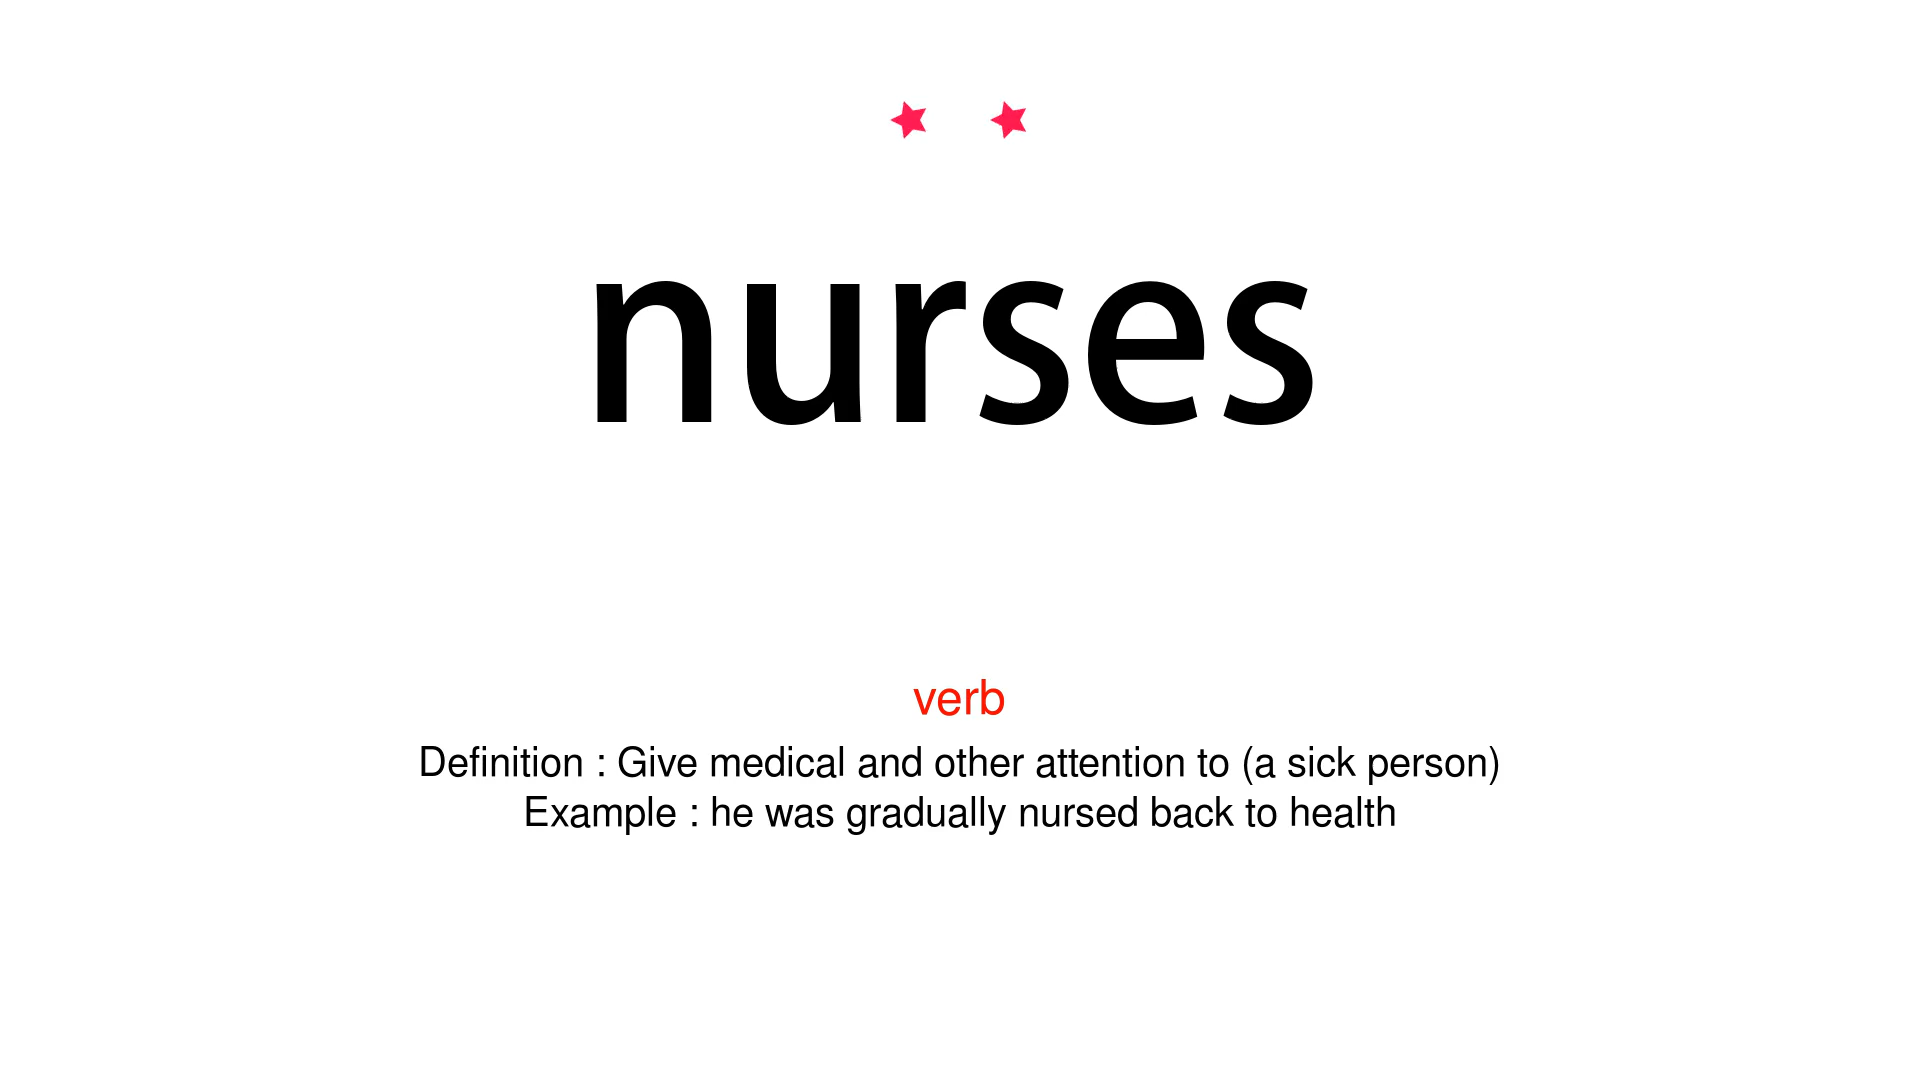 nurses
verb
Definition : Give medical and other attention to (a sick person)
Example : he was gradually nursed back to health